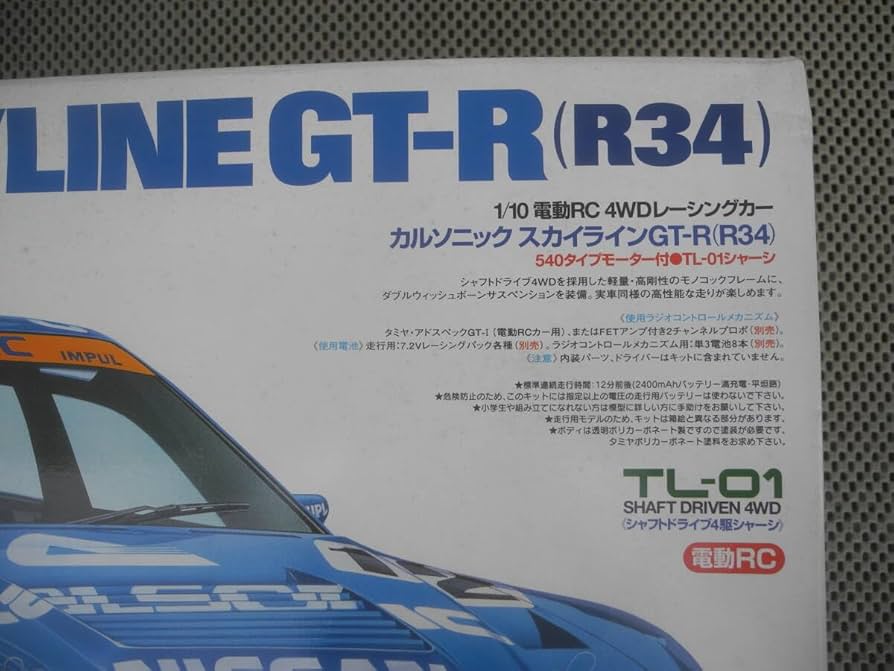 YLINE GT-R(R34)
1/10 電動RC 4WDレーシングカー
カルソニック スカイラインGT-R(R34)
540タイプモーター付●TL-01シャーシ
シャフトドライブ4WDを採用した軽量・高剛性のモノコックフレームに、
ダブルウィッシュボーンサスペンションを装備。実車同様の高性能な走りが楽しめます。
《使用ラジオコントロールメカニズム》
タミヤ・アドスペックGT-I (電動RCカー用)、またはFETアンプ付き2チャンネルプロポ(別売)。
《使用電池》走行用:7.2Vレーシングパック各種(別売)。ラジオコントロールメカニズム用:単3電池8本(別売)。
《注意》内装パーツ、ドライバーはキットに含まれていません。
★標準連続走行時間:12分前後(2400mAhバッテリー満充電・平坦路)
★危険防止のため、このキットには指定以上の電圧の走行用バッテリーは使わないで下さい。
★小学生や組み立てになれない方は模型に詳しい方に手助けをお願いして下さい。
★走行用モデルのため、キットは箱絵と異なる部分があります。
★ボディは透明ポリカーボネート製ですので塗装が必要です。
タミヤポリカーボネート塗料をお求め下さい。
C IMPUL
TL-01
SHAFT DRIVEN 4WD
(シャフトドライブ4駆シャーシ)
電動RC
IPL
NISSAN